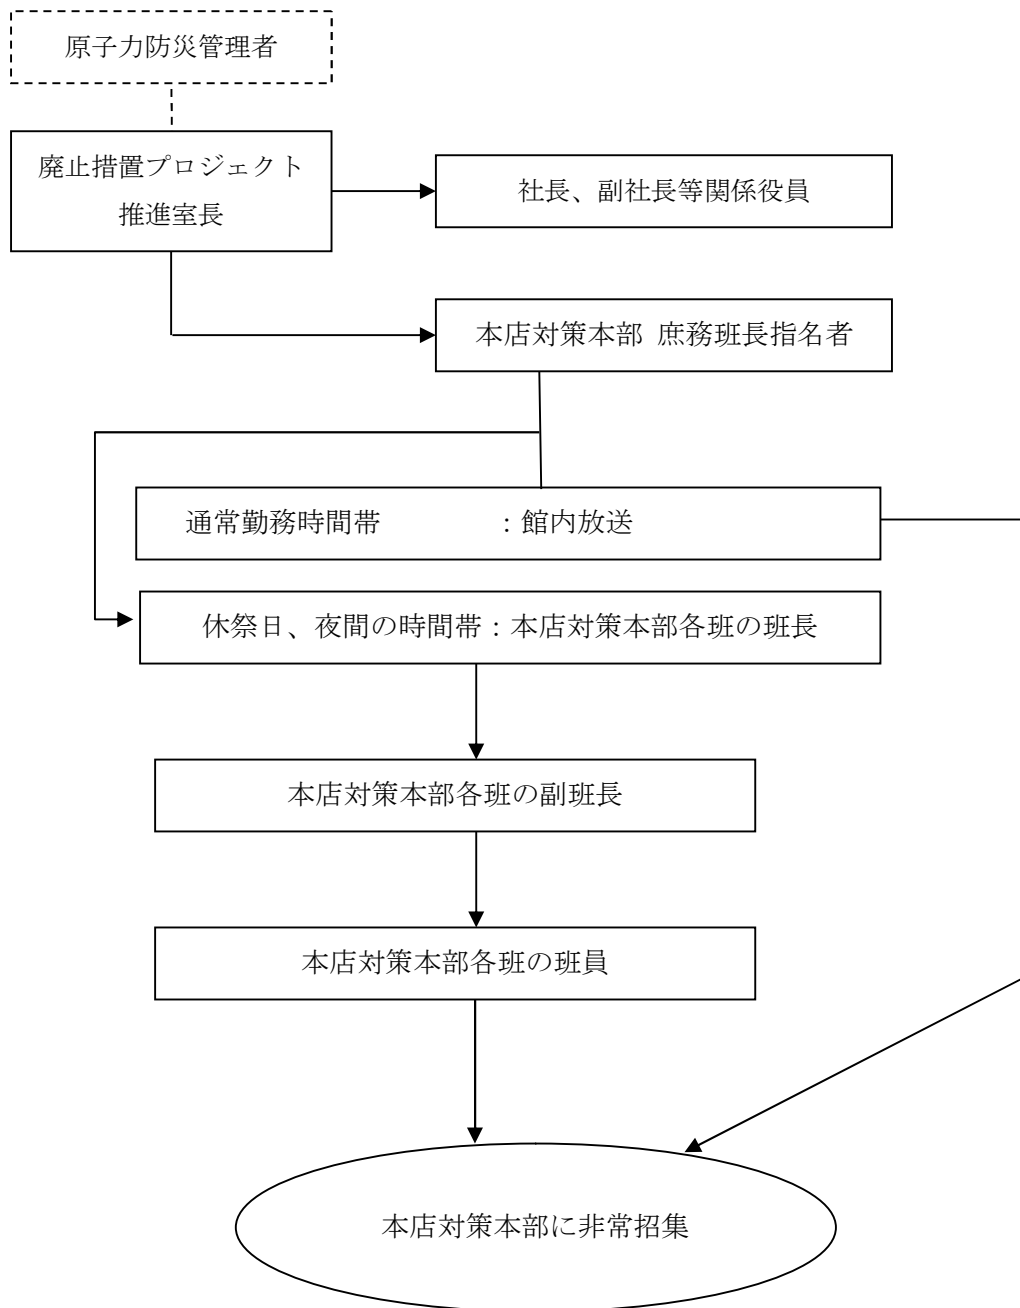 原子力防災管理者
廃止措置プロジェクト
推進室長
社長、副社長等関係役員
本店対策本部 庶務班長指名者
通常勤務時間帯　　　　：館内放送
休祭日、夜間の時間帯：本店対策本部各班の班長
本店対策本部各班の副班長
本店対策本部各班の班員
本店対策本部に非常招集